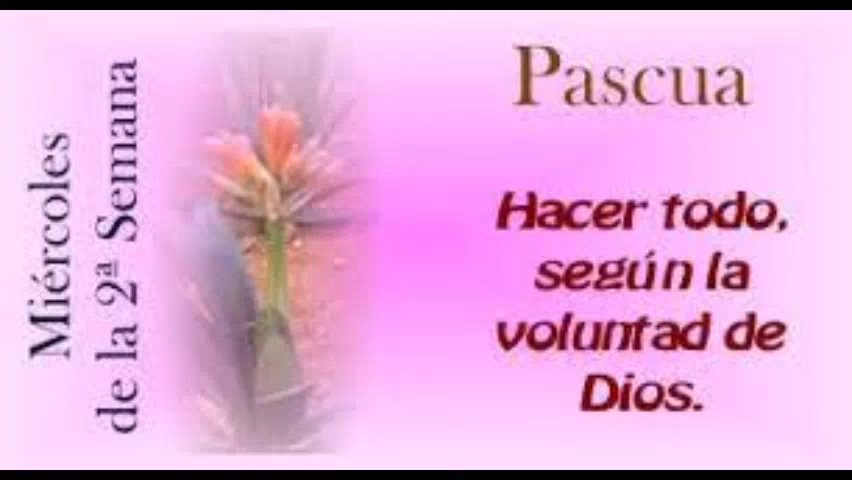 Miércoles
de la 2ª Semana
Pascua
Hacer todo,
según la
voluntad de
Dios.